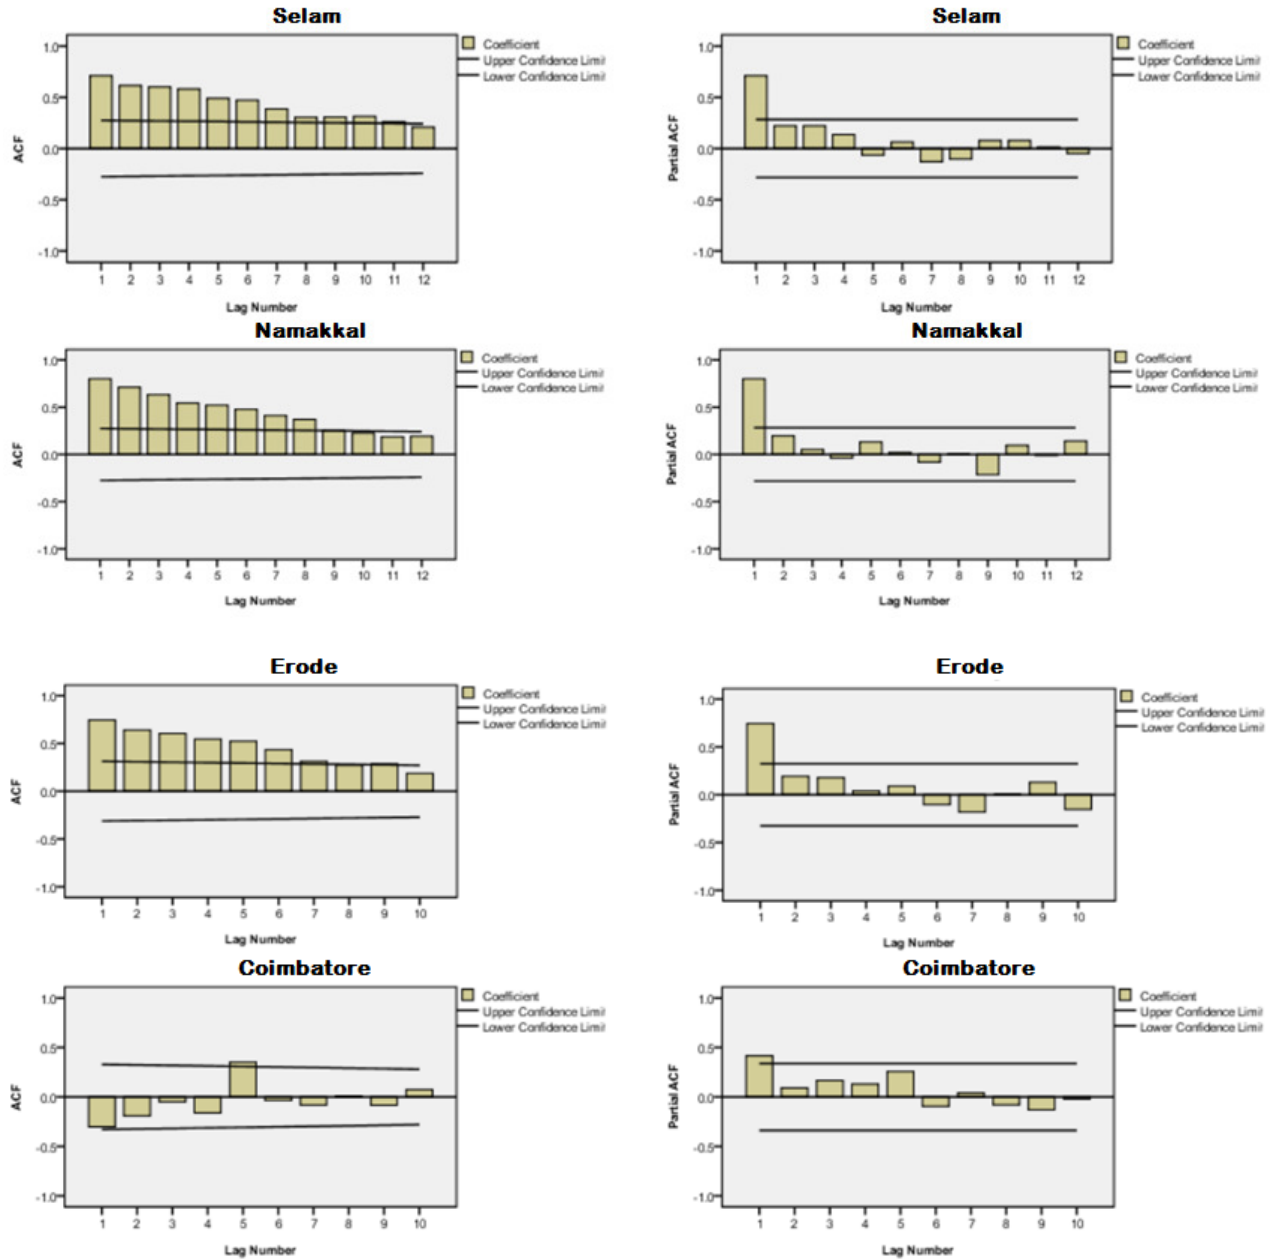 Selam
Coefficient
Upper Confidence Limit
Lower Confidence Limit
1.0
0.5
0.0
-0.5
-1.0
ACF
1 2 3 4 5 6 7 8 9 10 11 12
Lag Number
Selam
Coefficient
Upper Confidence Limit
Lower Confidence Limit
1.0
0.5
0.0
-0.5
-1.0
Partial ACF
1 2 3 4 5 6 7 8 9 10 11 12
Lag Number
Namakkal
Coefficient
Upper Confidence Limit
Lower Confidence Limit
1.0
0.5
0.0
-0.5
-1.0
ACF
1 2 3 4 5 6 7 8 9 10 11 12
Lag Number
Namakkal
Coefficient
Upper Confidence Limit
Lower Confidence Limit
1.0
0.5
0.0
-0.5
-1.0
Partial ACF
1 2 3 4 5 6 7 8 9 10 11 12
Lag Number
Erode
Coefficient
Upper Confidence Limit
Lower Confidence Limit
1.0
0.5
0.0
-0.5
-1.0
ACF
1 2 3 4 5 6 7 8 9 10
Lag Number
Erode
Coefficient
Upper Confidence Limit
Lower Confidence Limit
1.0
0.5
0.0
-0.5
-1.0
Partial ACF
1 2 3 4 5 6 7 8 9 10
Lag Number
Coimbatore
Coefficient
Upper Confidence Limit
Lower Confidence Limit
1.0
0.5
0.0
-0.5
-1.0
ACF
1 2 3 4 5 6 7 8 9 10
Lag Number
Coimbatore
Coefficient
Upper Confidence Limit
Lower Confidence Limit
1.0
0.5
0.0
-0.5
-1.0
Partial ACF
1 2 3 4 5 6 7 8 9 10
Lag Number